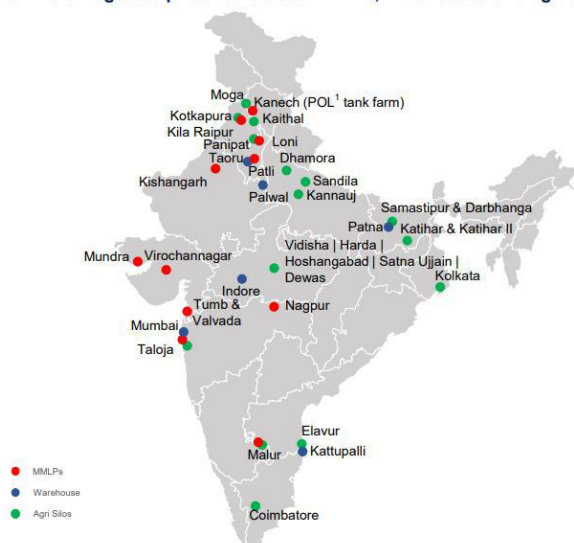 Moga
Kanech (POL1 tank farm)
Kotkapura
Kaithal
Kila Raipur
Panipat
Loni
Taoru
Patli
Dhamora
Kishangarh
Palwal
Sandila
Kannauj
Samastipur & Darbhanga
Patna
Katihar & Katihar II
Mundra
Virochannagar
Vidisha | Harda |
Hoshangabad | Satna Ujjain |
Dewas
Kolkata
Indore
Tumb &
Valvada
Nagpur
Mumbai
Taloja
Elavur
Malur
Kattupalli
Coimbatore
MMLPs
Warehouse
Agri Silos